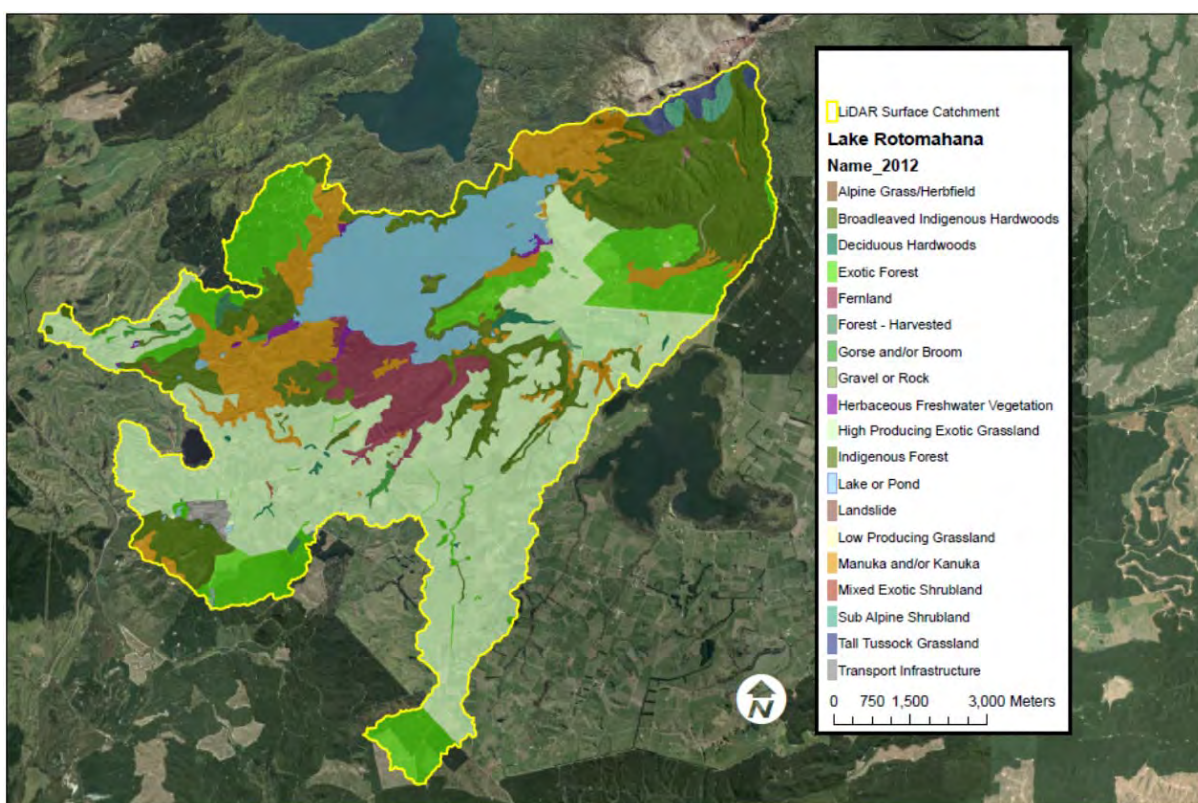 LiDAR Surface Catchment
Lake Rotomahana
Name_2012
Alpine Grass/Herbfield
Broadleaved Indigenous Hardwoods
Deciduous Hardwoods
Exotic Forest
Fernland
Forest - Harvested
Gorse and/or Broom
Gravel or Rock
Herbaceous Freshwater Vegetation
High Producing Exotic Grassland
Indigenous Forest
Lake or Pond
Landslide
Low Producing Grassland
Manuka and/or Kanuka
Mixed Exotic Shrubland
Sub Alpine Shrubland
Tall Tussock Grassland
Transport Infrastructure
0 750 1,500 3,000 Meters
N